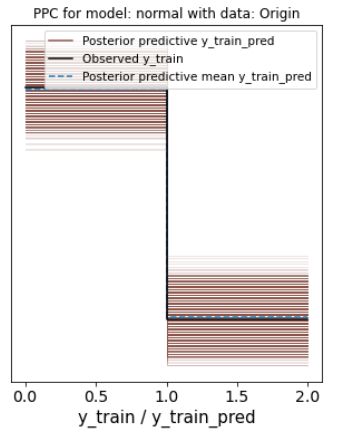 PPC for model: normal with data: Origin
Posterior predictive y_train_pred
Observed y_train
Posterior predictive mean y_train_pred
0.0 0.5 1.0 1.5 2.0
y_train / y_train_pred